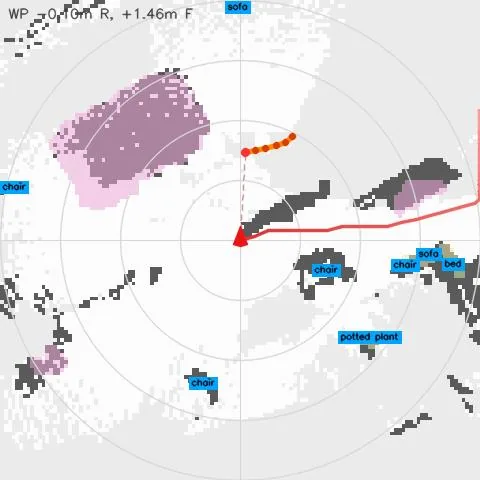 sofa
WP -0.10m R, +1.46m F
chair
sofa
chair
bed
chair
potted plant
chair